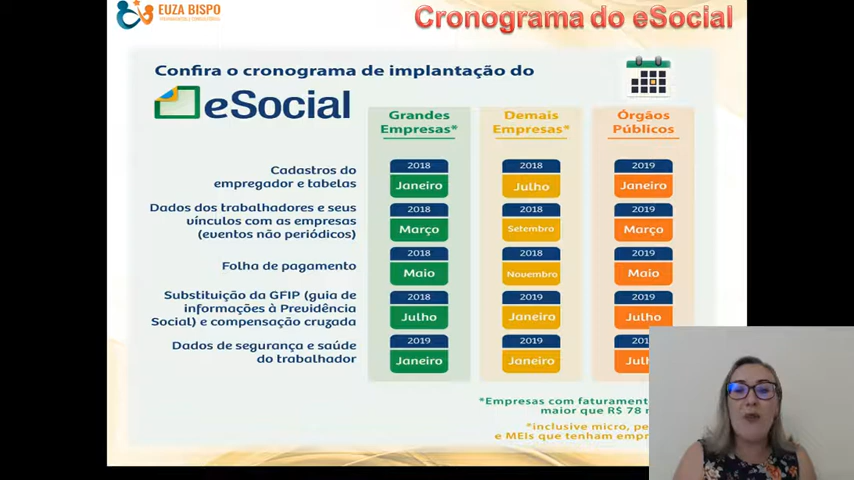 EUZA BISPO
Cronograma do eSocial
Confira o cronograma de implantação do
eSocial
Grandes
Empresas*
Demais
Empresas*
Órgãos
Públicos
Cadastros do
empregador e tabelas
2018
Janeiro
2018
Julho
2019
Janeiro
Dados dos trabalhadores e seus
vínculos com as empresas
(eventos não periódicos)
2018
Março
2018
Setembro
2019
Março
Folha de pagamento
2018
Maio
2018
Novembro
2019
Maio
Substituição da GFIP (guia de
informações à Previdência
Social) e compensação cruzada
2018
Julho
2019
Janeiro
2019
Julho
Dados de segurança e saúde
do trabalhador
2019
Janeiro
2019
Janeiro
*Empresas com
maior que R$ 78
*inclusive micro,
e MEIs que tenham